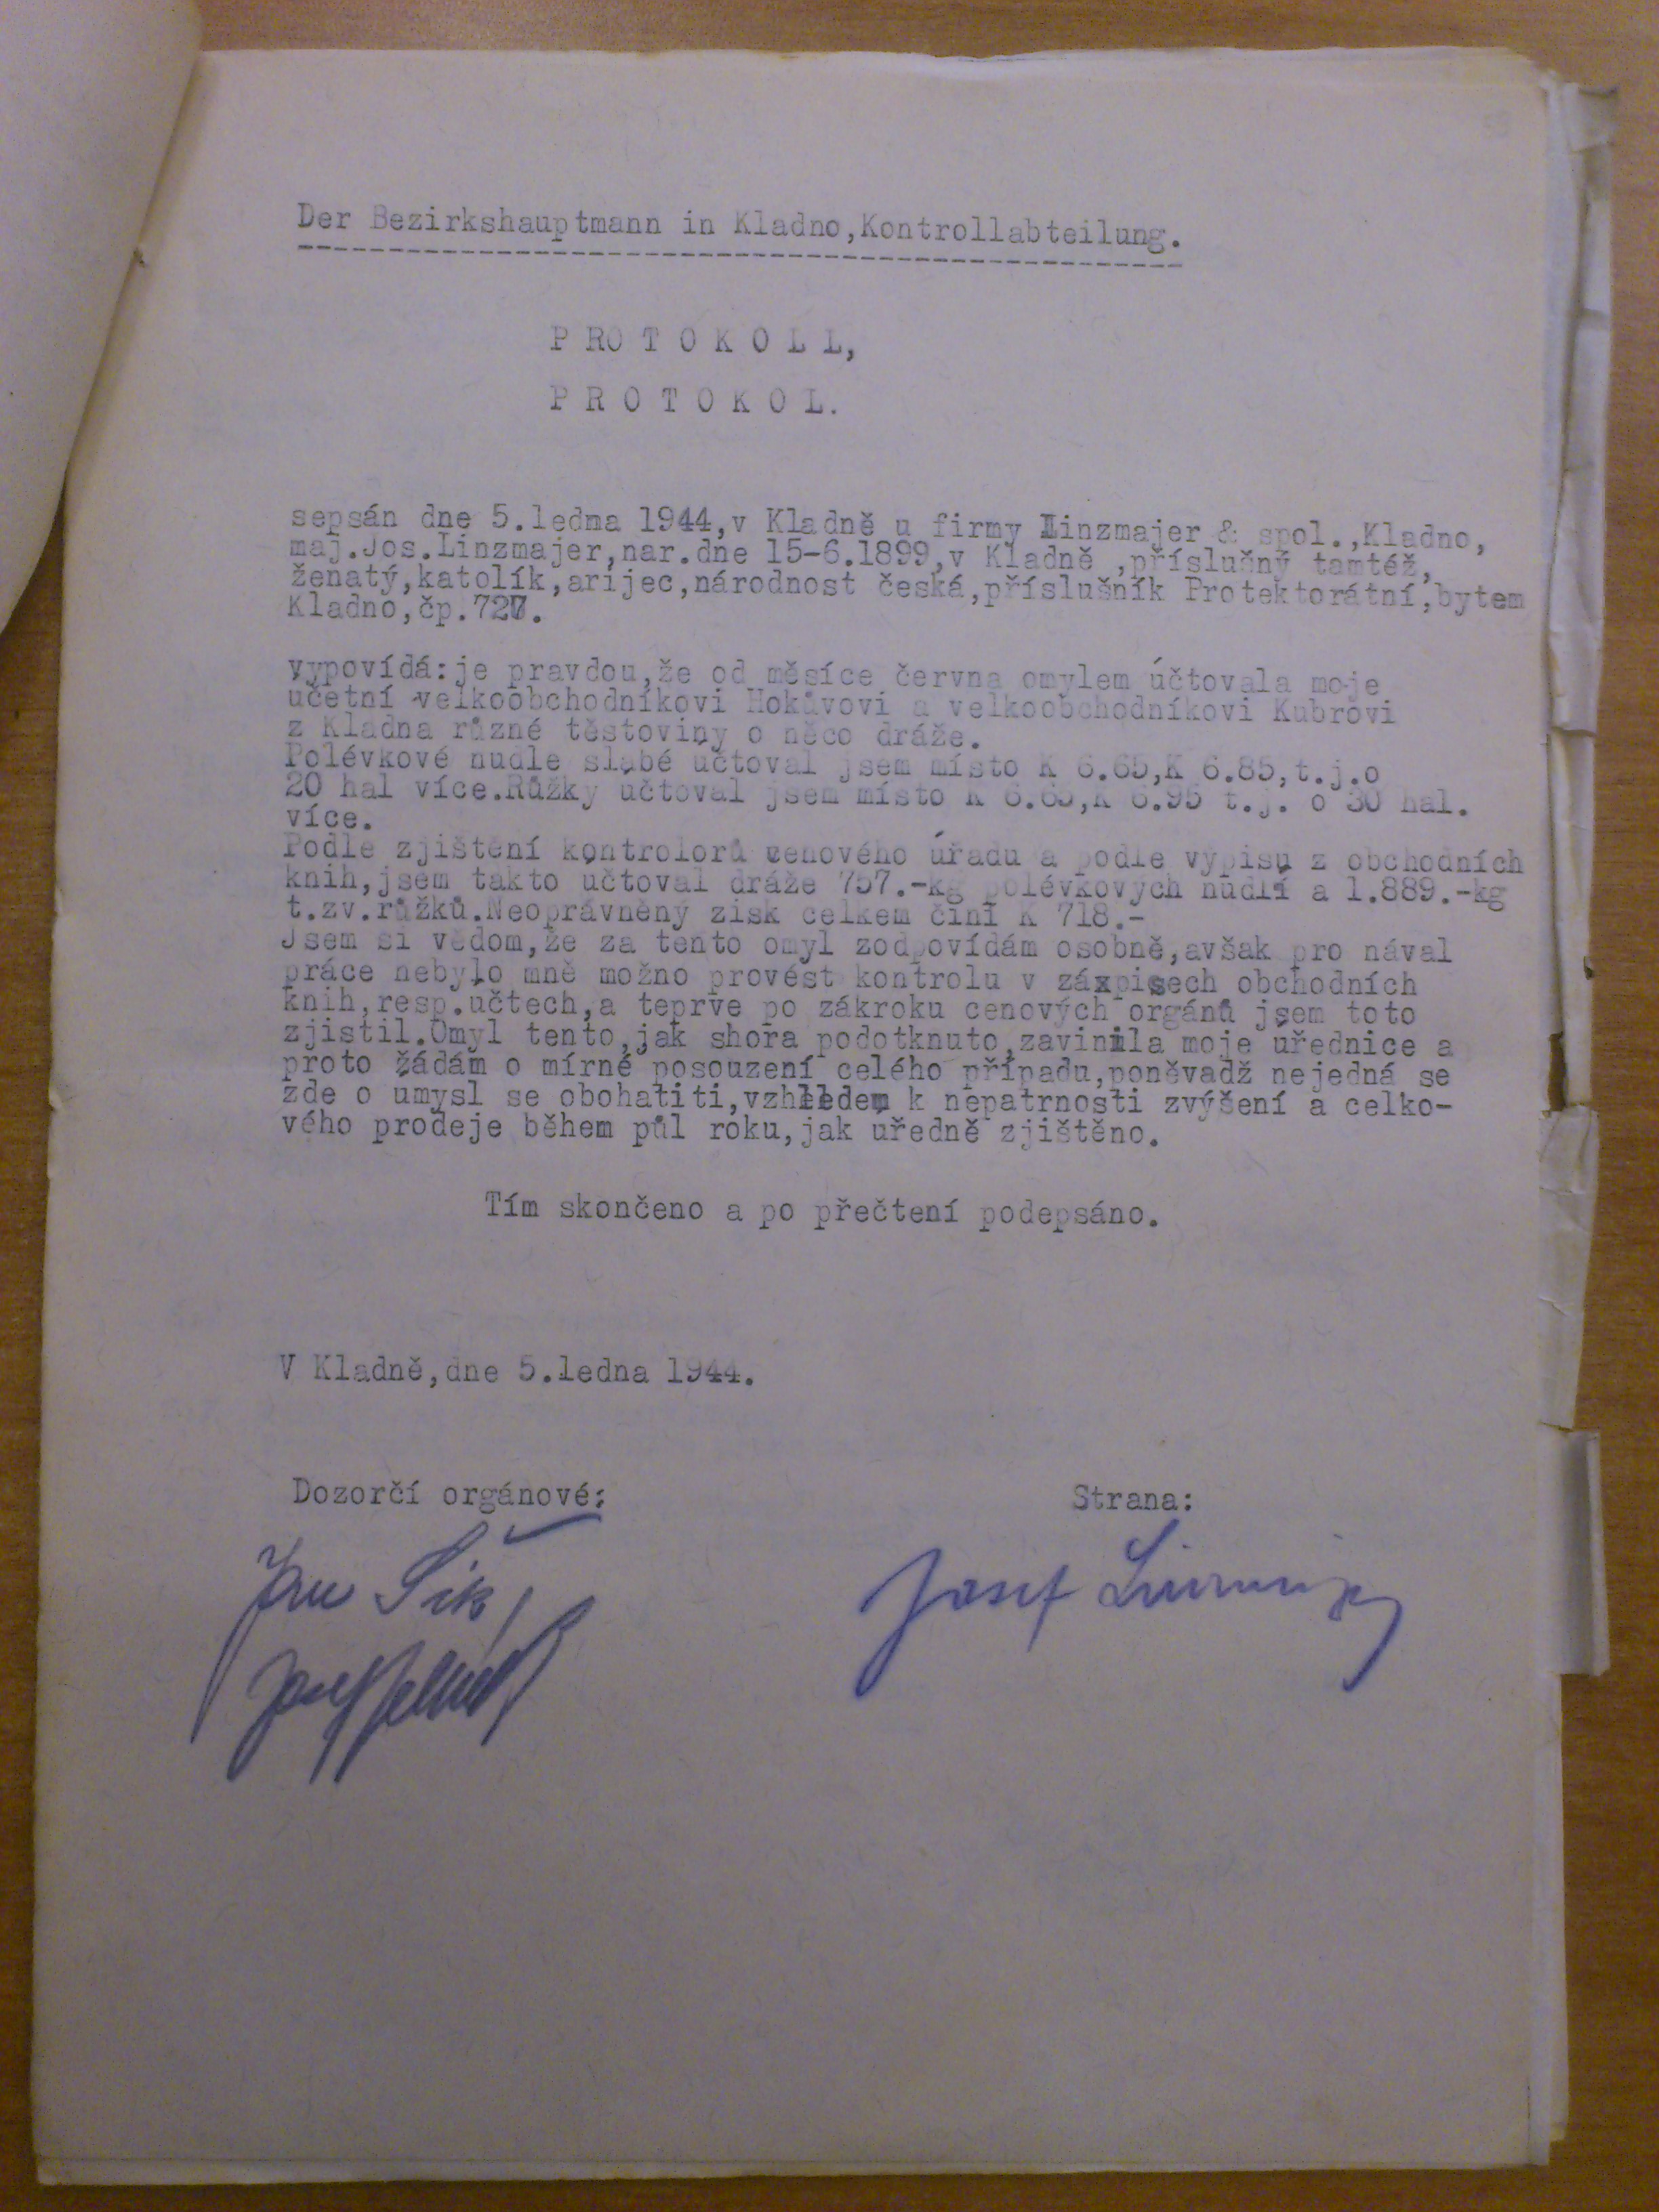 Der Bezirkshauptmann in Kladno,Kontrollabteilung.
P R O T O K O L L,
P R O T O K O L.
sepsán dne 5.ledna 1944,v Kladně u firmy Linzmajer & spol.,Kladno,
maj.Jos.Linzmajer,nar.dne 15-6.1899,v Kladně ,příslušný tamtéž,
ženatý,katolík,arijec,národnost česká,příslušník Protektorátní,bytem
Kladno,čp.727.
vypovídá:je pravdou,že od měsíce června omylem účtovala moje
účetní velkoobchodníkovi Hokůvovi a velkoobchodníkovi Kubrovi
z Kladna různé těstoviny o něco dráže.
Polévkové nudle slabé účtoval jsem místo K 6.65,K 6.85,t.j.o
20 hal více.Růžky účtoval jsem místo K 6.65,K 6.95 t.j. o 30 hal.
více.
Podle zjištění kontrolorů cenového úřadu a podle výpisu z obchodních
knih,jsem takto účtoval dráže 757.-kg polévkových nudlí a 1.889.-kg
t.zv.růžků.Neoprávněný zisk celkem činí K 718.-
Jsem si vědom,že za tento omyl zodpovídám osobně,avšak pro nával
práce nebylo mně možno provést kontrolu v záxpisech obchodních
knih,resp.účtech,a teprve po zákroku cenových orgánů jsem toto
zjistil.Omyl tento,jak shora podotknuto,zavinila moje úřednice a
proto žádám o mírné posouzení celého případu,poněvadž nejedná se
zde o umysl se obohatiti,vzhledem k nepatrnosti zvýšení a celko-
vého prodeje během půl roku,jak uředně zjištěno.
Tím skončeno a po přečtení podepsáno.
V Kladně,dne 5.ledna 1944.
Dozorčí orgánové:
Strana:
Jan Šik
Josef Linzmajer
Josef